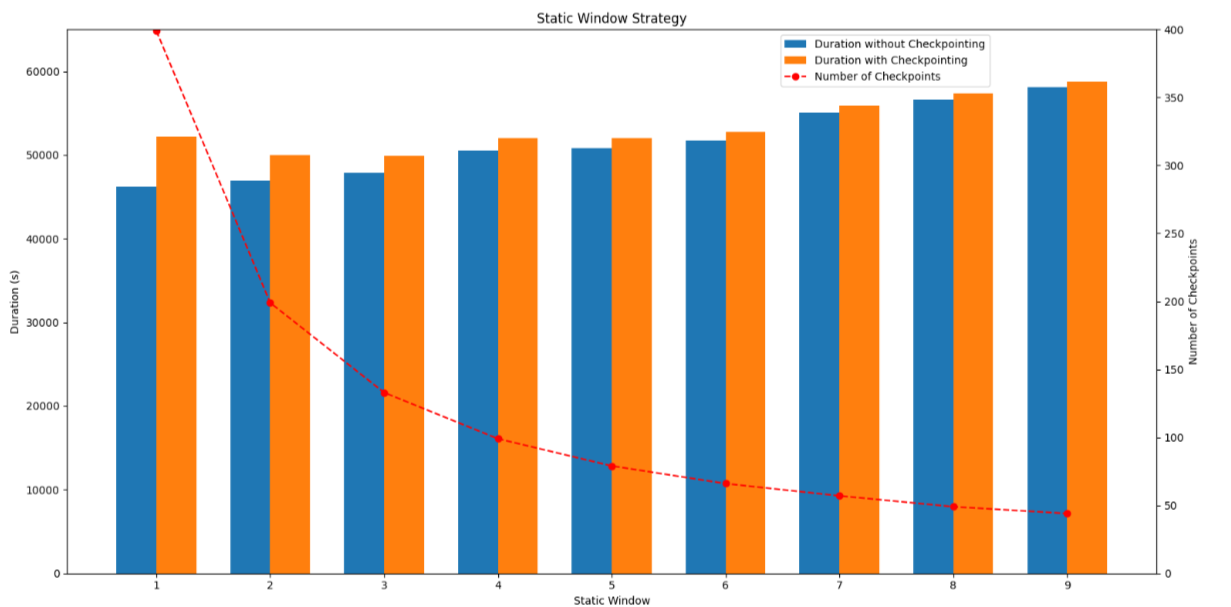 Static Window Strategy
Duration without Checkpointing
Duration with Checkpointing
Number of Checkpoints
60000
50000
40000
30000
20000
10000
0
Duration (s)
400
350
300
250
200
150
100
50
0
Number of Checkpoints
1 2 3 4 5 6 7 8 9
Static Window